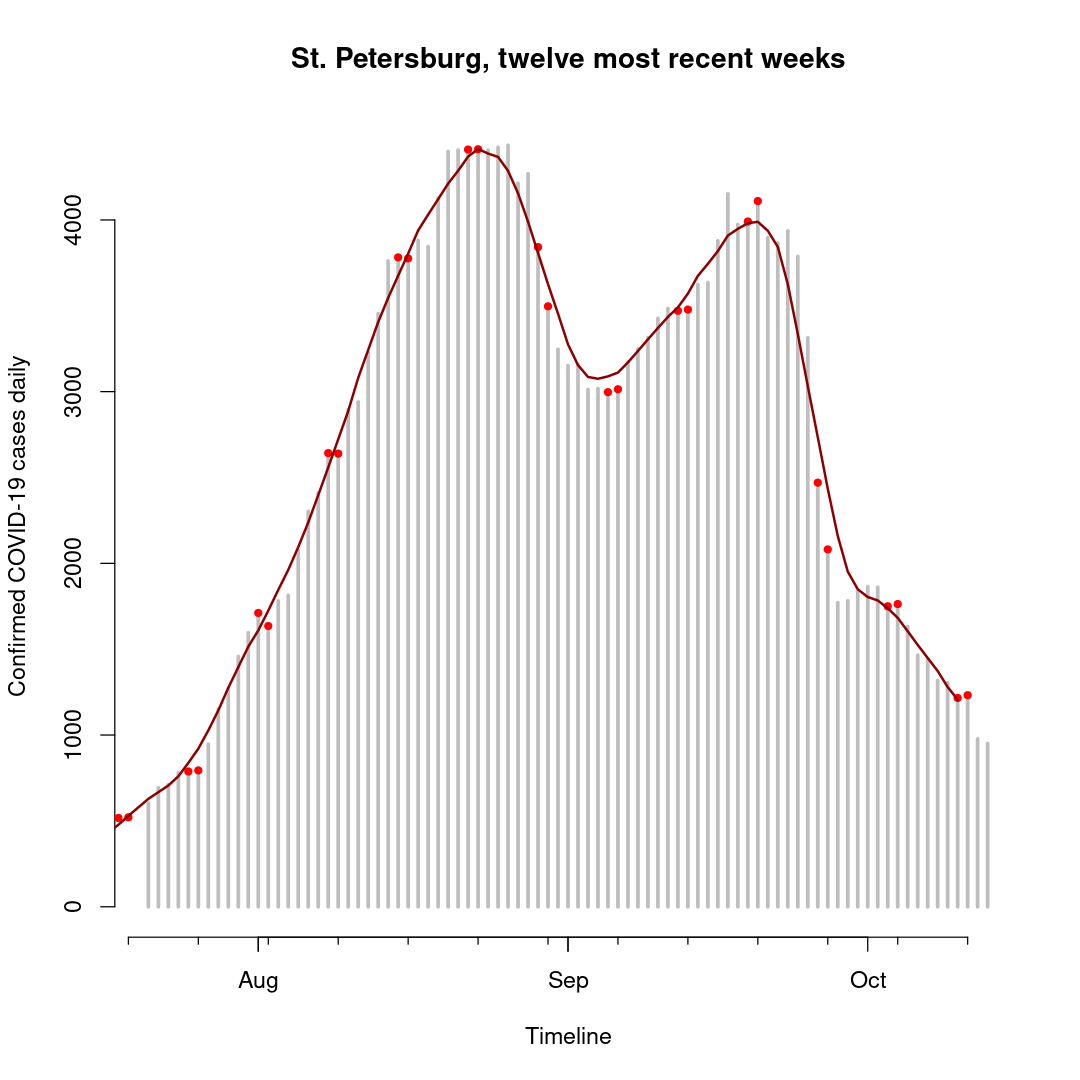 St. Petersburg, twelve most recent weeks
Confirmed COVID-19 cases daily
4000
3000
2000
1000
0
Aug
Sep
Oct
Timeline